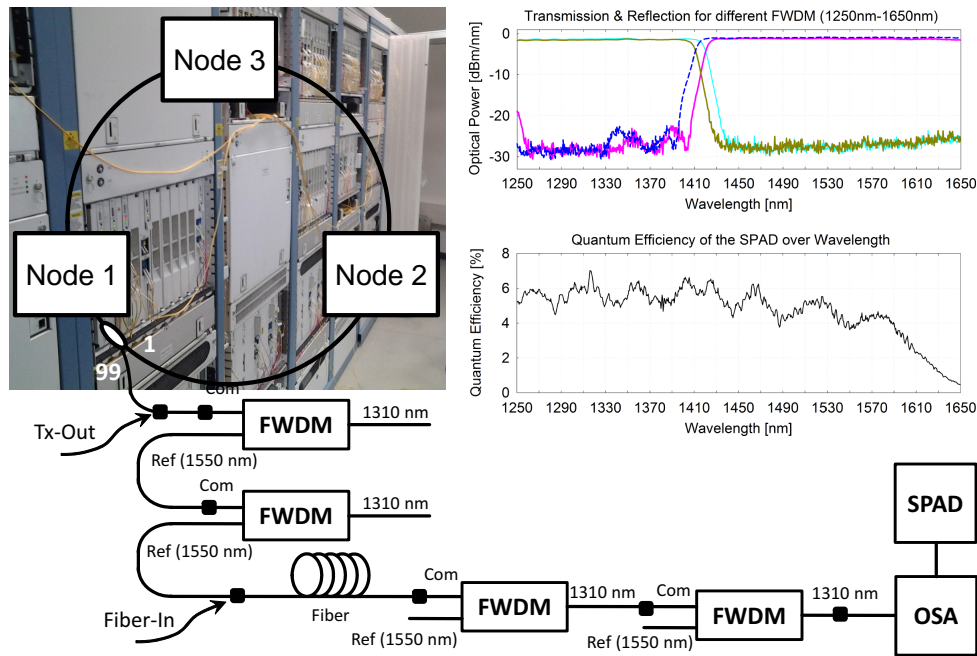 Node 3
Node 1
Node 2
1
99
Transmission & Reflection for different FWDM (1250nm-1650nm)
Optical Power [dBm/nm]
0
-10
-20
-30
1250 1290 1330 1370 1410 1450 1490 1530 1570 1610 1650
Wavelength [nm]
Quantum Efficiency of the SPAD over Wavelength
Quantum Efficiency [%]
8
6
4
2
0
1250 1290 1330 1370 1410 1450 1490 1530 1570 1610 1650
Wavelength [nm]
Com
Tx-Out
FWDM
1310 nm
Ref (1550 nm)
Com
FWDM
1310 nm
Ref (1550 nm)
Fiber-In
Fiber
Com
FWDM
1310 nm
Ref (1550 nm)
Com
FWDM
1310 nm
Ref (1550 nm)
SPAD
OSA